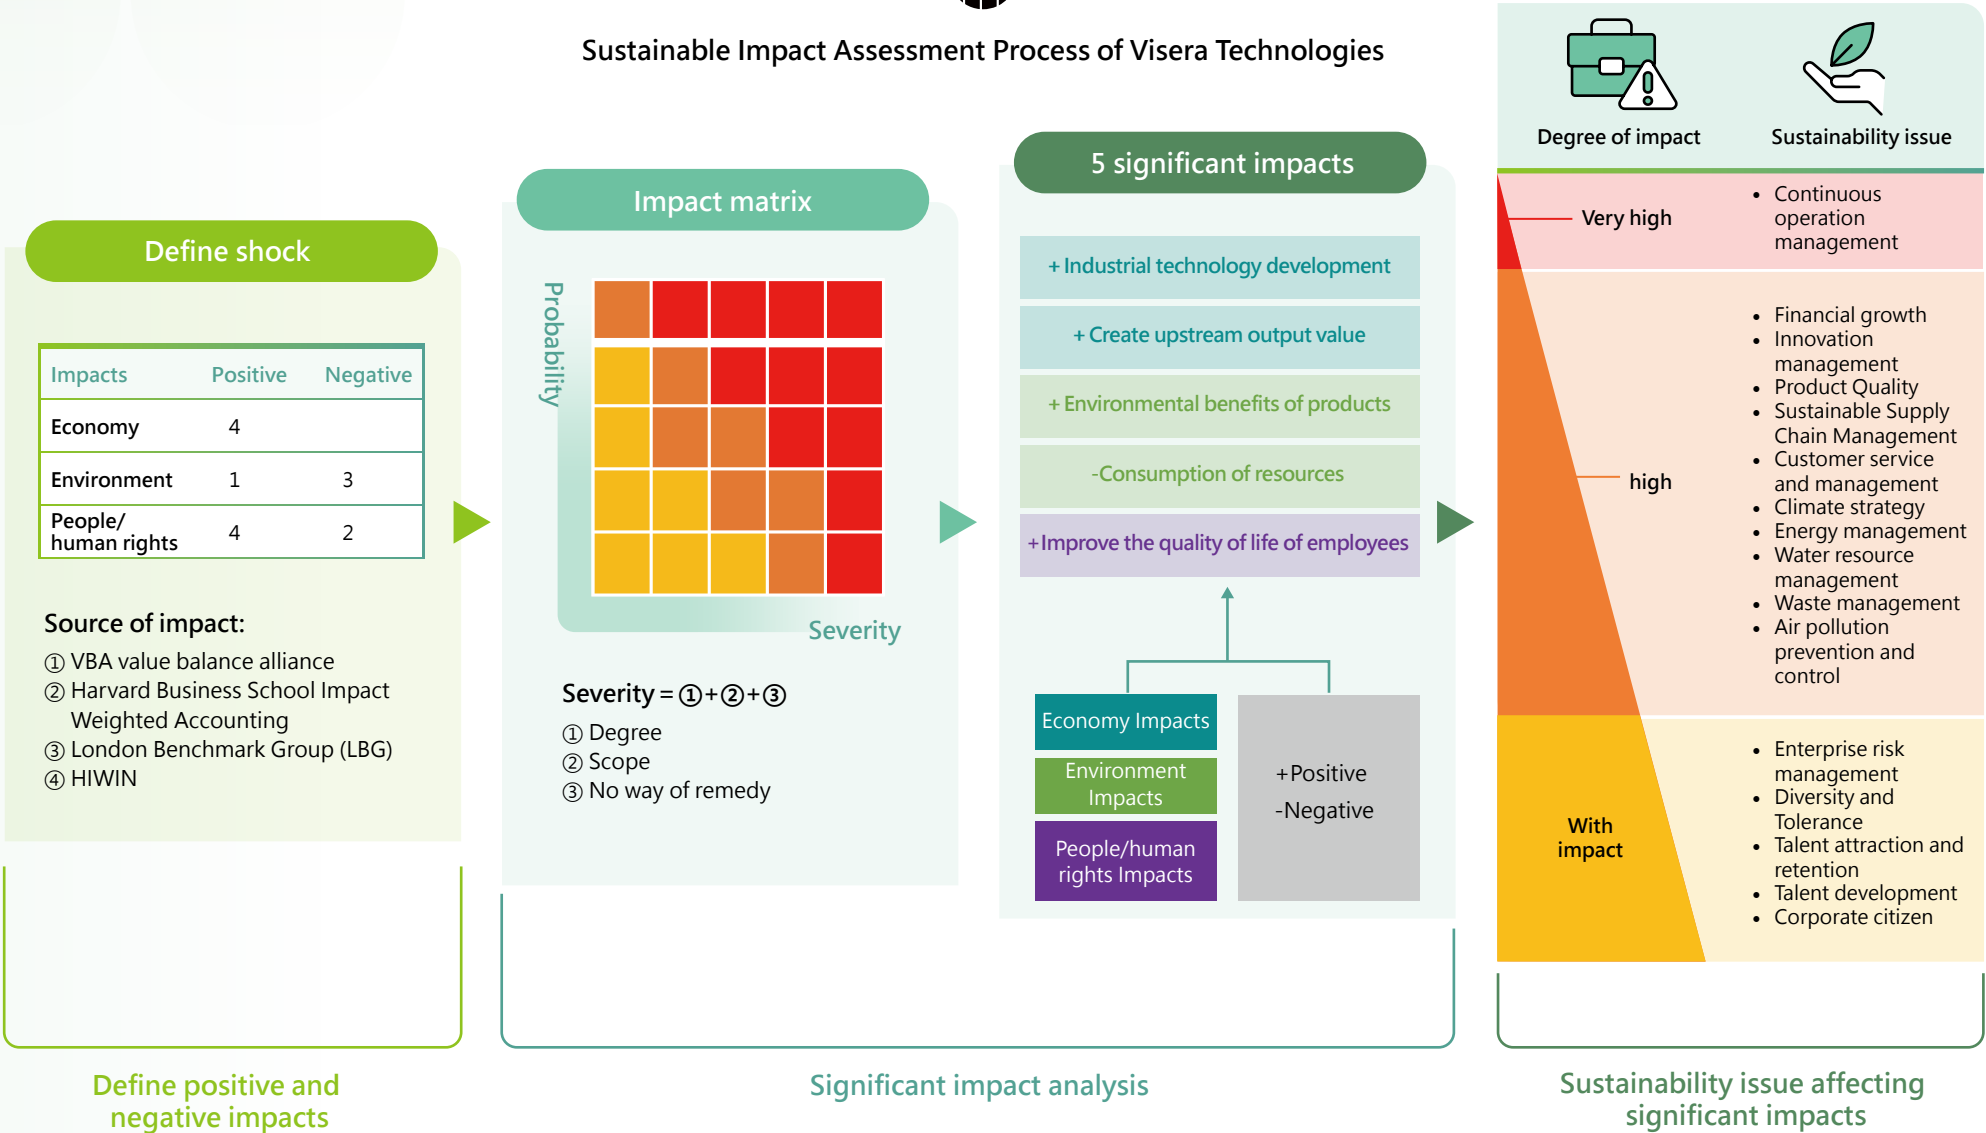 Sustainable Impact Assessment Process of Visera Technologies
Define shock
Impacts Positive Negative
Economy 4
Environment 1 3
People/
human rights 4 2
Source of impact:
① VBA value balance alliance
② Harvard Business School Impact
Weighted Accounting
③ London Benchmark Group (LBG)
④ HIWIN
Define positive and
negative impacts
Impact matrix
Probability
Severity
Severity = ①+②+③
① Degree
② Scope
③ No way of remedy
5 significant impacts
+ Industrial technology development
+ Create upstream output value
+ Environmental benefits of products
-Consumption of resources
+Improve the quality of life of employees
Economy Impacts
Environment
Impacts
People/human
rights Impacts
+Positive
-Negative
Significant impact analysis
Degree of impact Sustainability issue
Very high
• Continuous
operation
management
high
• Financial growth
• Innovation
management
• Product Quality
• Sustainable Supply
Chain Management
• Customer service
and management
• Climate strategy
• Energy management
• Water resource
management
• Waste management
• Air pollution
prevention and
control
With
impact
• Enterprise risk
management
• Diversity and
Tolerance
• Talent attraction and
retention
• Talent development
• Corporate citizen
Sustainability issue affecting
significant impacts